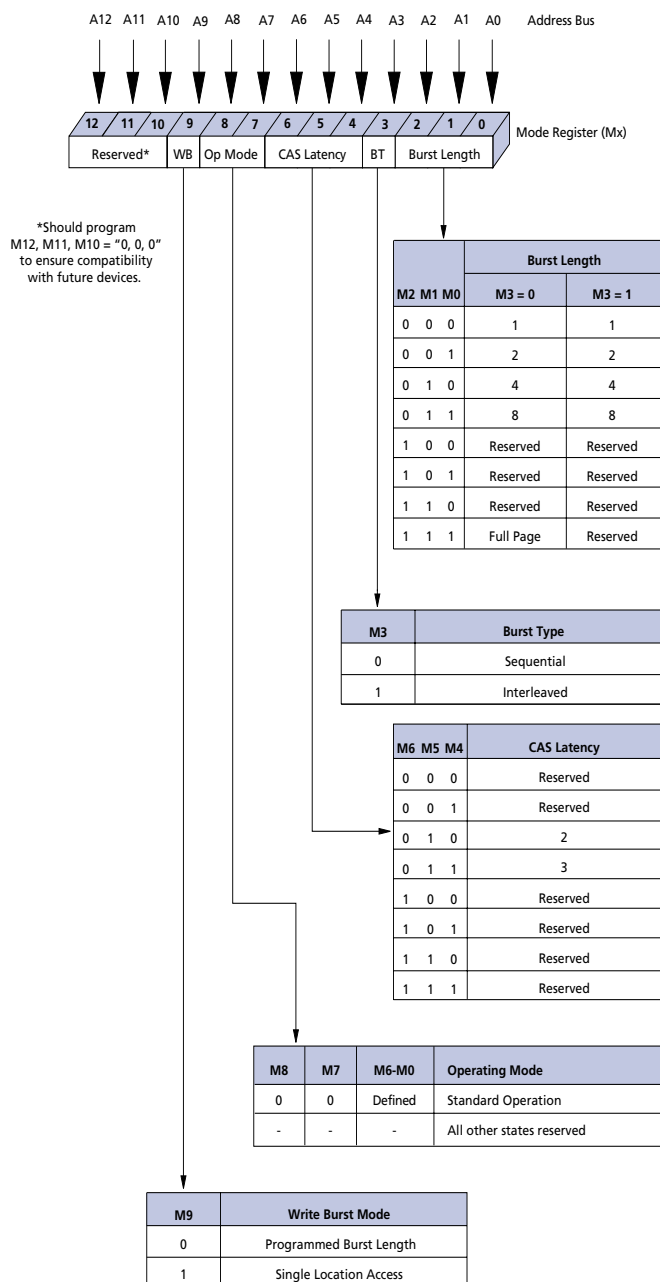 A12 A11 A10 A9 A8 A7 A6 A5 A4 A3 A2 A1 A0 Address Bus
12 11 10 9 8 7 6 5 4 3 2 1 0
Mode Register (Mx)
Reserved* WB Op Mode CAS Latency BT Burst Length
*Should program
M12, M11, M10 = “0, 0, 0”
to ensure compatibility
with future devices.
Burst Length
M2 M1 M0 M3 = 0 M3 = 1
0 0 0 1 1
0 0 1 2 2
0 1 0 4 4
0 1 1 8 8
1 0 0 Reserved Reserved
1 0 1 Reserved Reserved
1 1 0 Reserved Reserved
1 1 1 Full Page Reserved
M3 Burst Type
0 Sequential
1 Interleaved
M6 M5 M4 CAS Latency
0 0 0 Reserved
0 0 1 Reserved
0 1 0 2
0 1 1 3
1 0 0 Reserved
1 0 1 Reserved
1 1 0 Reserved
1 1 1 Reserved
M8 M7 M6-M0 Operating Mode
0 0 Defined Standard Operation
- - - All other states reserved
M9 Write Burst Mode
0 Programmed Burst Length
1 Single Location Access